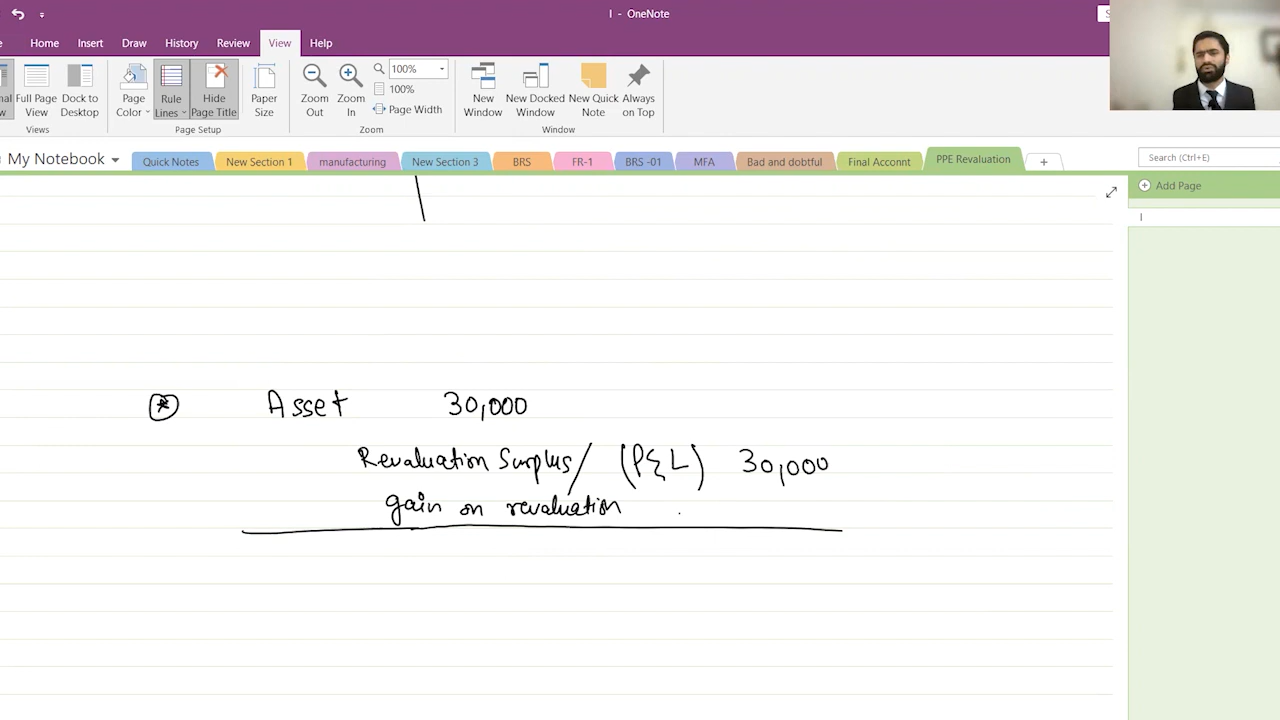 I - OneNote
Home Insert Draw History Review View Help
Full Page View
Dock to Desktop
Page Color
Rule Lines
Hide Page Title
Paper Size
Zoom Out
Zoom In
100%
100%
Page Width
New Window
New Docked Window
New Quick Note
Always on Top
Views Page Setup Zoom Window
My Notebook Quick Notes New Section 1 manufacturing New Section 3 BRS FR-1 BRS -01 MFA Bad and dobtful Final Acconnt PPE Revaluation + Search (Ctrl+E)
Add Page
I
* Asset 30,000
Revaluation Surplus/ (P&L) 30,000
gain on revaluation